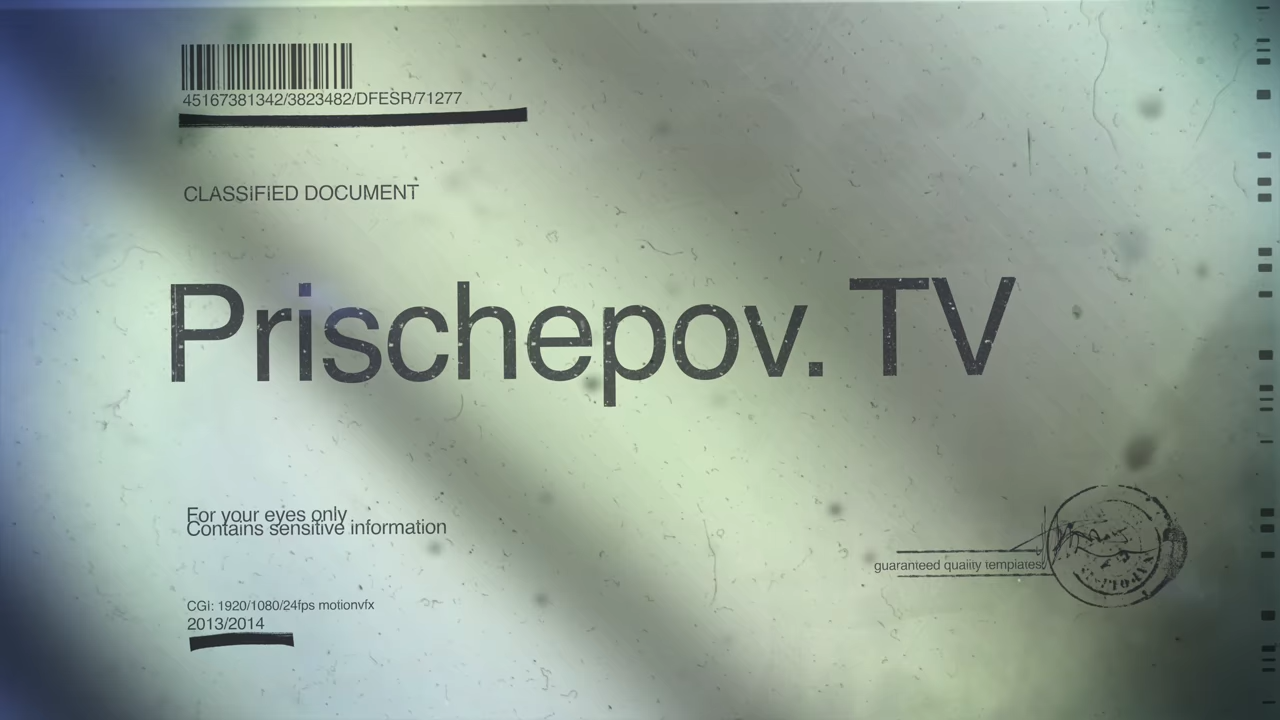 45167381342/3823482/DFESR/71277
CLASSIFIED DOCUMENT
Prischepov. TV
For your eyes only
Contains sensitive information
guaranteed quality templates
CGI: 1920/1080/24fps motionvfx
2013/2014